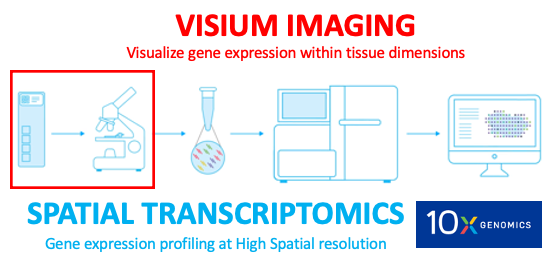 VISIUM IMAGING
Visualize gene expression within tissue dimensions
SPATIAL TRANSCRIPTOMICS
Gene expression profiling at High Spatial resolution
10X GENOMICS